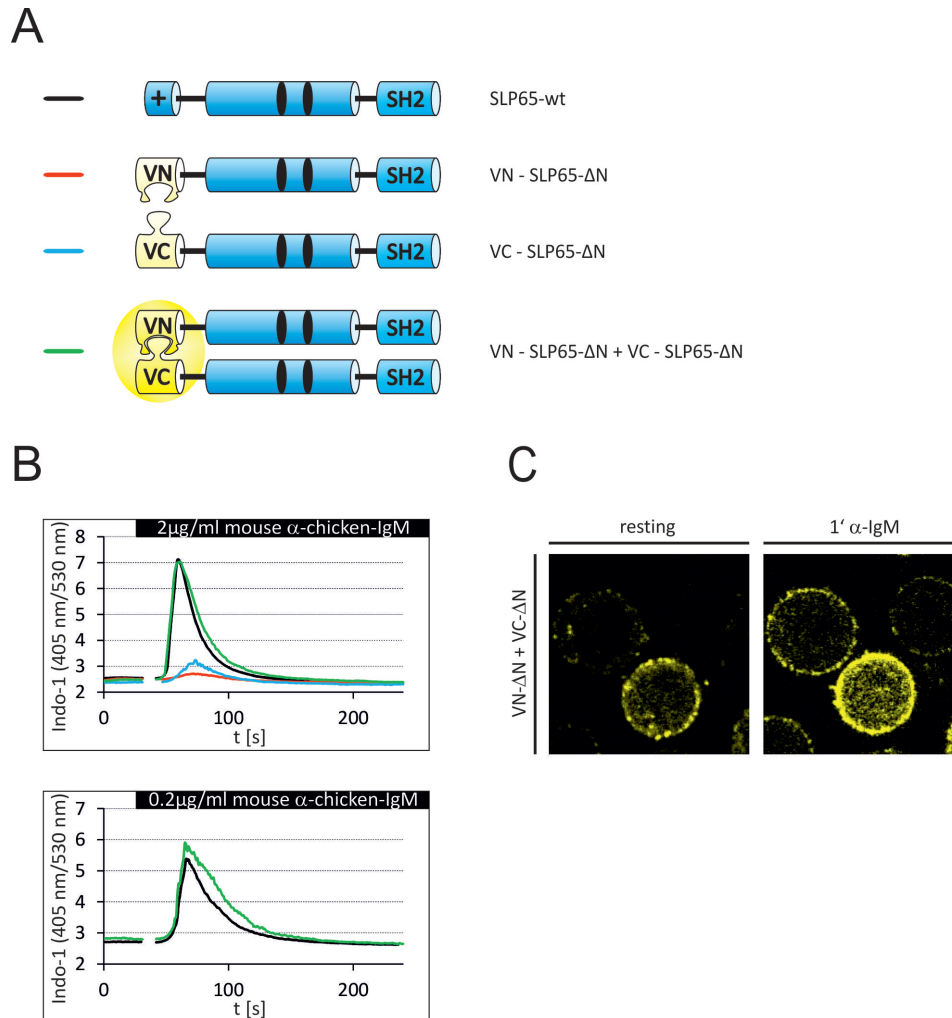 A
+ SH2 SLP65-wt
VN SH2 VN - SLP65-ΔN
VC SH2 VC - SLP65-ΔN
VN SH2
VC SH2
VN - SLP65-ΔN + VC - SLP65-ΔN
B
2µg/ml mouse α-chicken-IgM
Indo-1 (405 nm/530 nm)
8
7
6
5
4
3
2
0 100 200
t [s]
0.2µg/ml mouse α-chicken-IgM
Indo-1 (405 nm/530 nm)
7
6
5
4
3
2
0 100 200
t [s]
C
resting 1‘ α-IgM
VN-ΔN + VC-ΔN